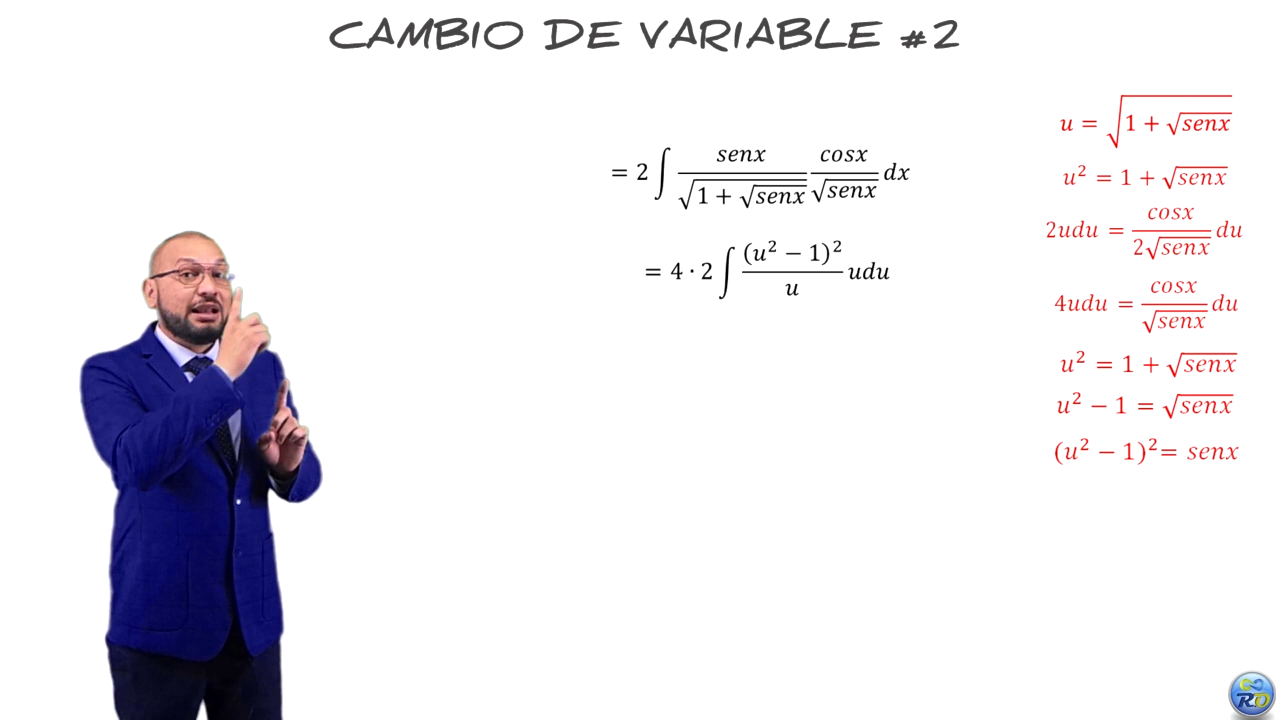 CAMBIO DE VARIABLE #2
= 2 ∫ senx/√(1 + √senx) cosx/√senx dx
= 4 · 2 ∫ (u² − 1)²/u udu
u = √(1 + √senx)
u² = 1 + √senx
2udu = cosx/2√senx du
4udu = cosx/√senx du
u² = 1 + √senx
u² − 1 = √senx
(u² − 1)²= senx
RD